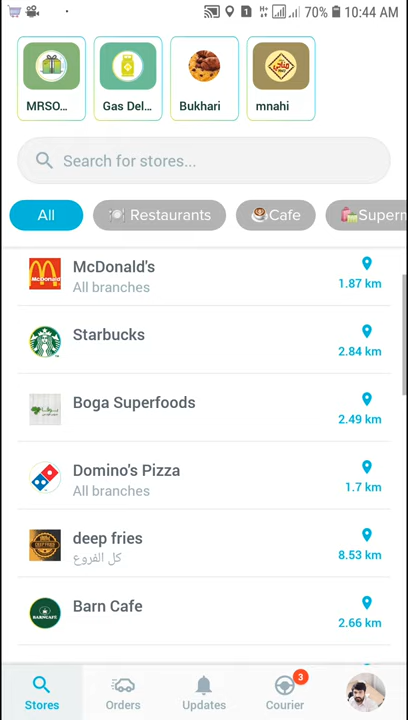 70% 10:44 AM
MRSO...
Gas Del...
Bukhari
mnahi
Search for stores...
All
Restaurants
Cafe
Superm
McDonald's
All branches
1.87 km
Starbucks
2.84 km
Boga Superfoods
2.49 km
Domino's Pizza
All branches
1.7 km
deep fries
كل الفروع
8.53 km
Barn Cafe
2.66 km
3
Stores
Orders
Updates
Courier